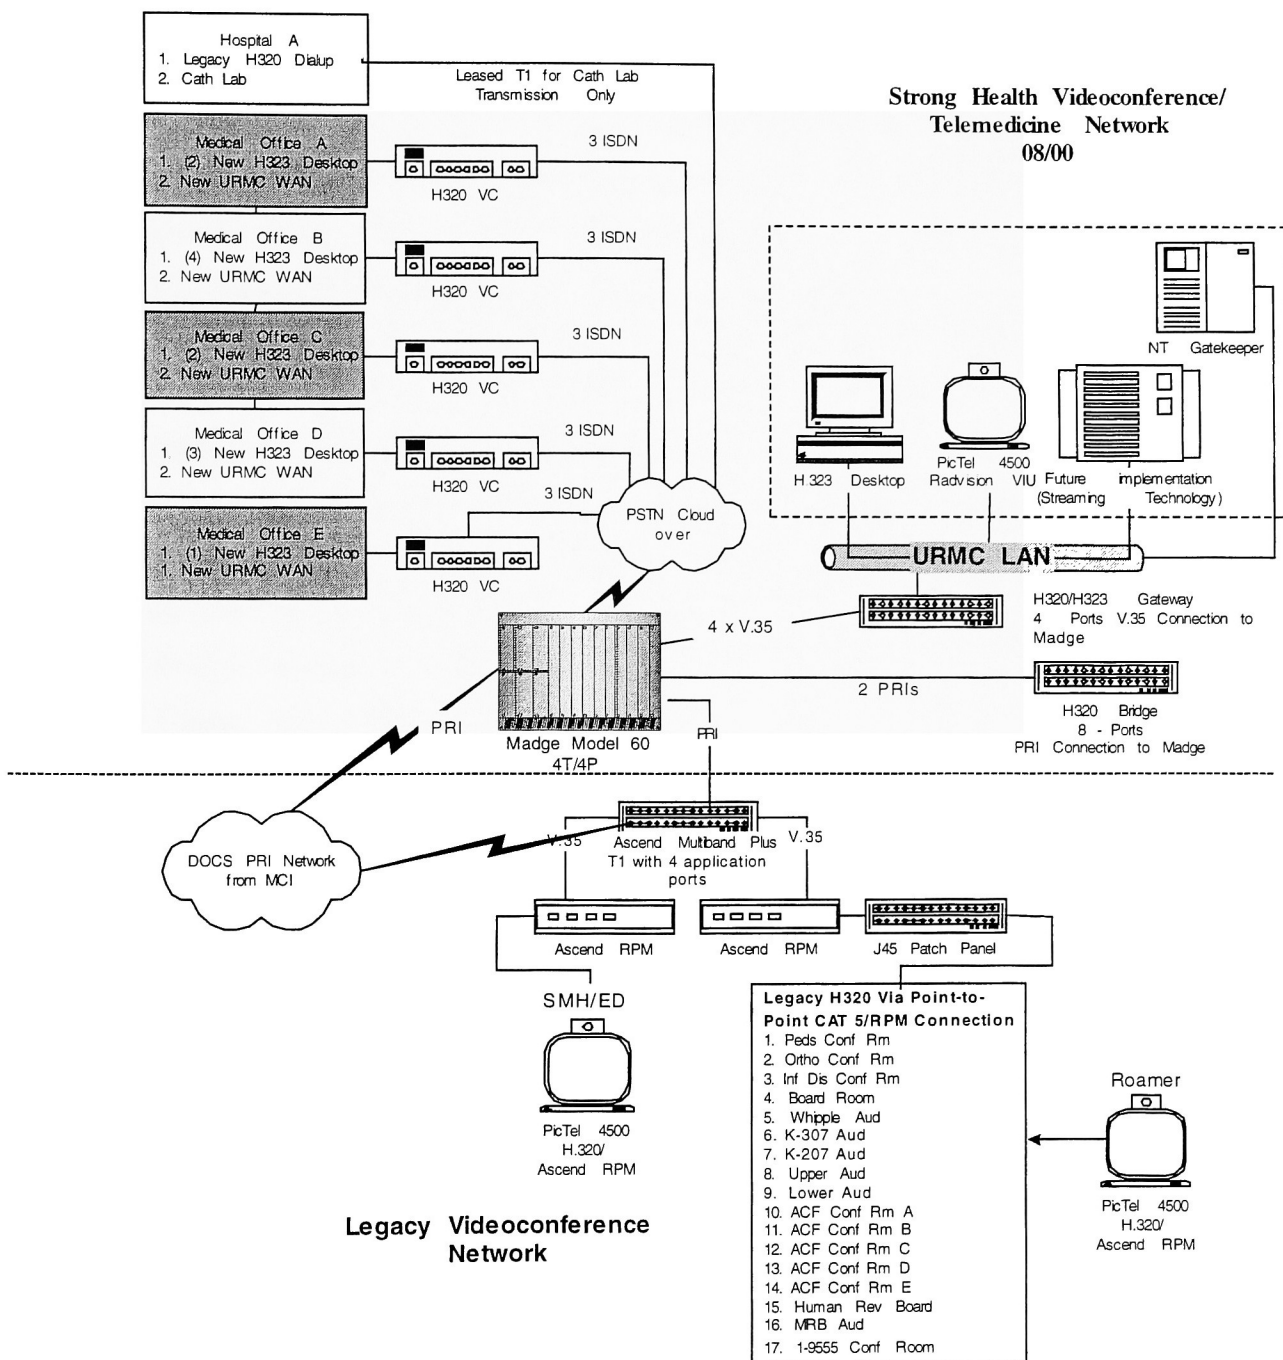 Hospital A
1. Legacy H320 Dialup
2. Cath Lab
Leased T1 for Cath Lab
Transmission Only
Strong Health Videoconference/
Telemedicine Network
08/00
Medical Office A
1. (2) New H323 Desktop
2. New URMC WAN
H320 VC
3 ISDN
Medical Office B
1. (4) New H323 Desktop
2. New URMC WAN
H320 VC
3 ISDN
Medical Office C
1. (2) New H323 Desktop
2. New URMC WAN
H320 VC
3 ISDN
Medical Office D
1. (3) New H323 Desktop
2. New URMC WAN
H320 VC
3 ISDN
Medical Office E
1. (1) New H323 Desktop
1. New URMC WAN
H320 VC
3 ISDN
PSTN Cloud
over
NT Gatekeeper
H.323 Desktop
PicTel 4500
Radvision VIU
Future implementation
(Streaming Technology)
URMC LAN
H320/H323 Gateway
4 Ports V.35 Connection to
Madge
4 x V.35
2 PRIs
H320 Bridge
8 - Ports
PRI Connection to Madge
PRI
PRI
Madge Model 60
4T/4P
DOCS PRI Network
from MCI
V.35
Ascend Multiband Plus
T1 with 4 application
ports
V.35
Ascend RPM
Ascend RPM
J45 Patch Panel
SMH/ED
PicTel 4500
H.320/
Ascend RPM
Legacy H320 Via Point-to-
Point CAT 5/RPM Connection
1. Peds Conf Rm
2. Ortho Conf Rm
3. Inf Dis Conf Rm
4. Board Room
5. Whipple Aud
6. K-307 Aud
7. K-207 Aud
8. Upper Aud
9. Lower Aud
10. ACF Conf Rm A
11. ACF Conf Rm B
12. ACF Conf Rm C
13. ACF Conf Rm D
14. ACF Conf Rm E
15. Human Rev Board
16. MRB Aud
17. 1-9555 Conf Room
Roamer
PicTel 4500
H.320/
Ascend RPM
Legacy Videoconference
Network